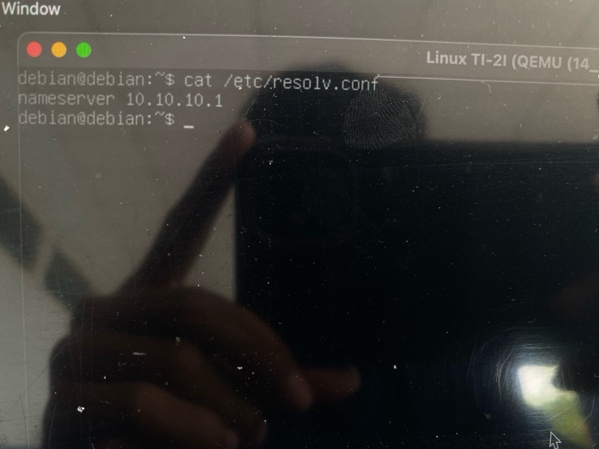 Window
Linux TI-2I (QEMU (14_
debian@debian:~$ cat /etc/resolv.conf
nameserver 10.10.10.1
debian@debian:~$ _